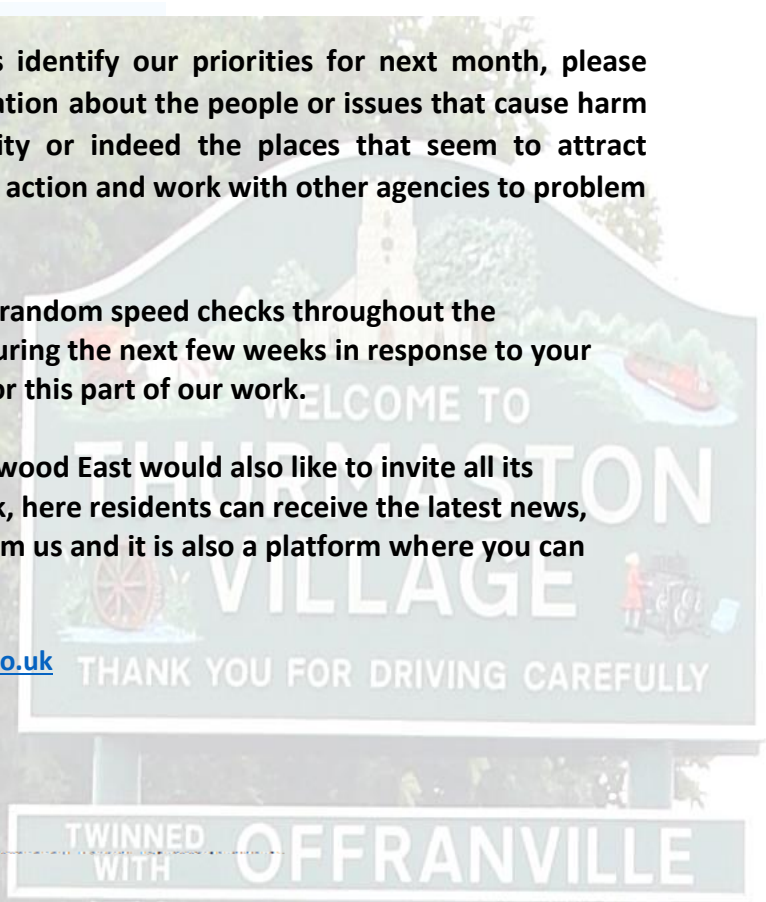 s identify our priorities for next month, please
ation about the people or issues that cause harm
ity or indeed the places that seem to attract
action and work with other agencies to problem
random speed checks throughout the
uring the next few weeks in response to your
or this part of our work.
wood East would also like to invite all its
k, here residents can receive the latest news,
m us and it is also a platform where you can
o.uk
WELCOME TO
THURMASTON
VILLAGE
THANK YOU FOR DRIVING CAREFULLY
TWINNED
WITH OFFRANVILLE